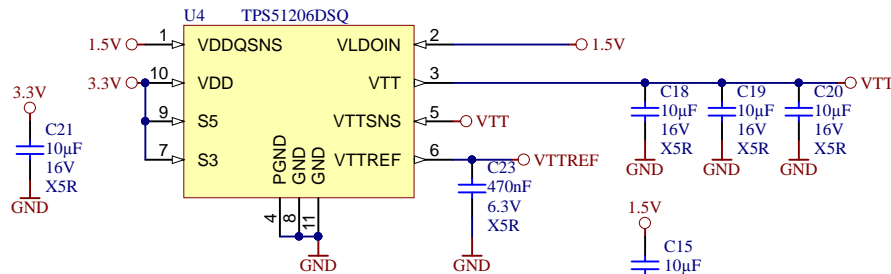 U4 TPS51206DSQ
1.5V 1 VDDQSNS VLDOIN 2 1.5V
3.3V 10 VDD VTT 3 VTT
9 S5 VTTSNS 5 VTT
7 S3 VTTREF 6 VTTREF
PGND GND GND
4 8 11
GND
3.3V
C21
10µF
16V
X5R
GND
C23
470nF
6.3V
X5R
GND
C18
10µF
16V
X5R
GND
C19
10µF
16V
X5R
GND
C20
10µF
16V
X5R
GND
1.5V
C15
10µF